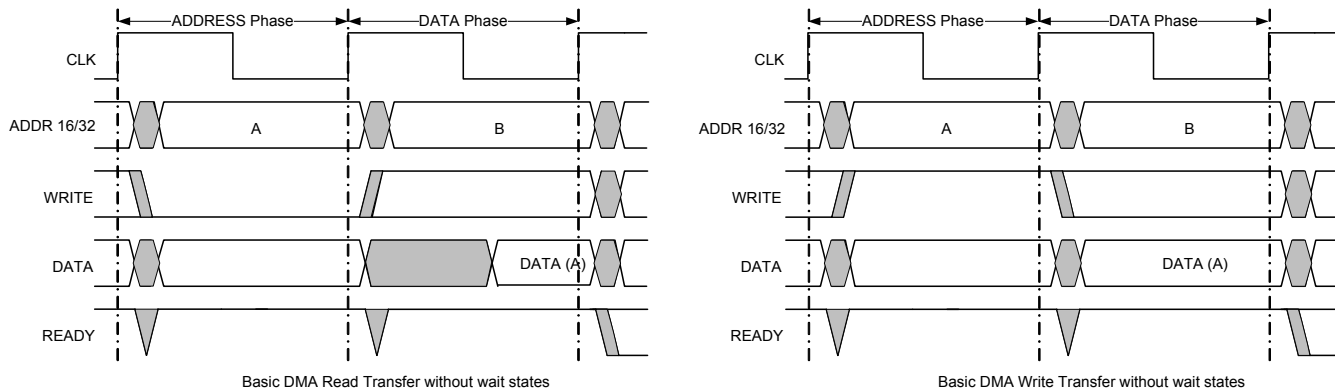 ADDRESS Phase DATA Phase
CLK
ADDR 16/32 A B
WRITE
DATA DATA (A)
READY
Basic DMA Read Transfer without wait states
ADDRESS Phase DATA Phase
CLK
ADDR 16/32 A B
WRITE
DATA DATA (A)
READY
Basic DMA Write Transfer without wait states